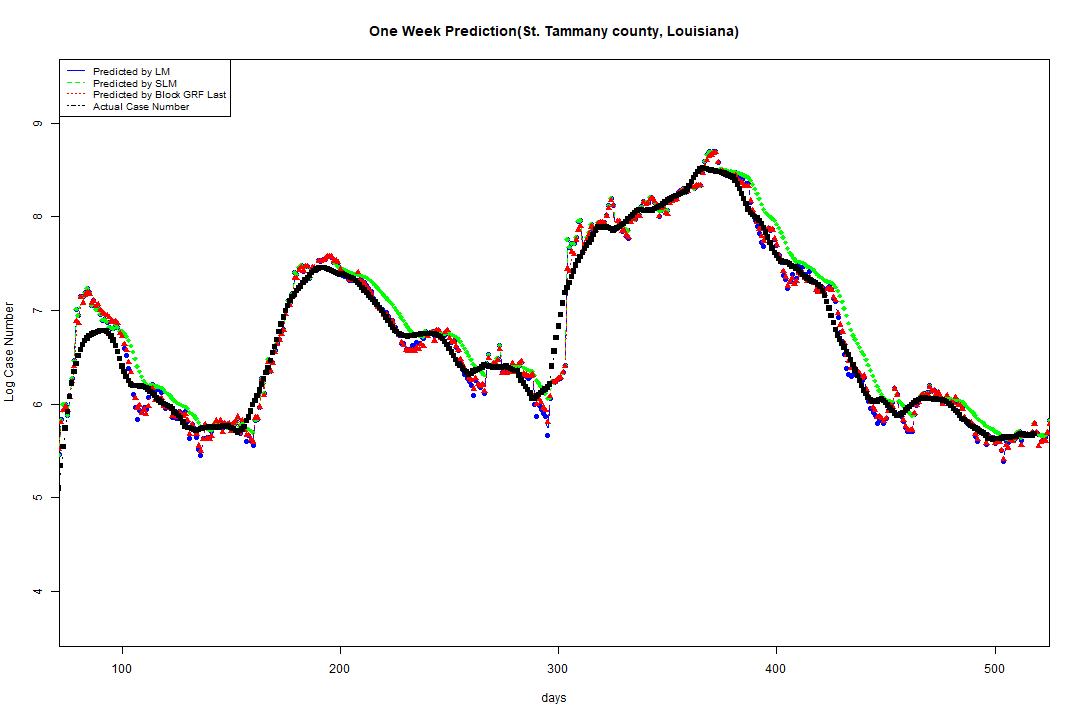 One Week Prediction(St. Tammany county, Louisiana)
Predicted by LM
Predicted by SLM
Predicted by Block GRF Last
Actual Case Number
9
8
7
6
5
4
Log Case Number
100 200 300 400 500
days